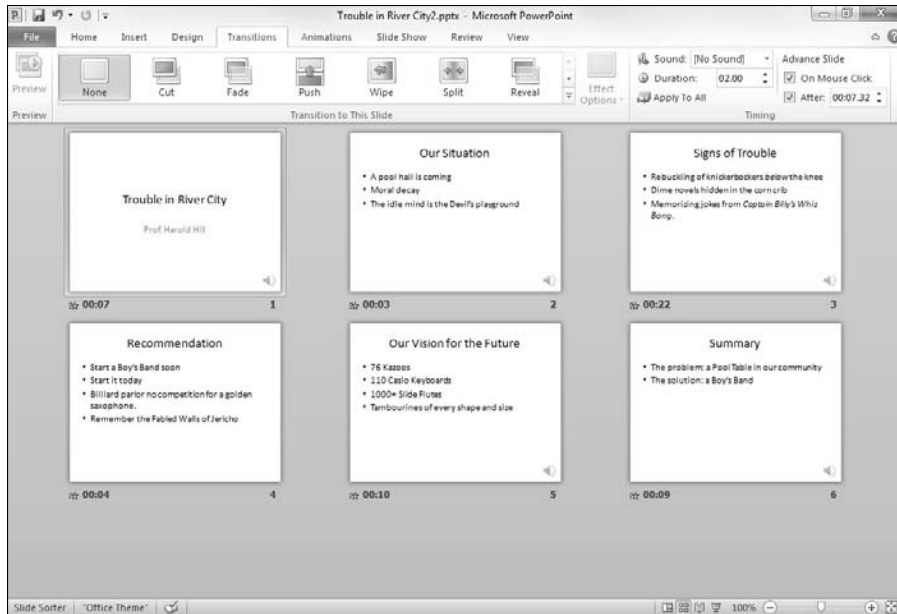 Trouble in River City2.pptx - Microsoft PowerPoint
File Home Insert Design Transitions Animations Slide Show Review View
Preview
None Cut Fade Push Wipe Split Reveal
Effect Options
Sound: [No Sound]
Duration: 02.00
Apply To All
Advance Slide
On Mouse Click
After: 00:07.32
Preview Transition to This Slide Timing
Trouble in River City
Prof. Harold Hill
00:07 1
Our Situation
• A pool hall is coming
• Moral decay
• The idle mind is the Devil's playground
00:03 2
Signs of Trouble
• Rebuckling of knickerbockers below the knee
• Dime novels hidden in the corn crib
• Memorizing jokes from Captain Billy's Whiz
Bang.
00:22 3
Recommendation
• Start a Boy's Band soon
• Start it today
• Billiard parlor no competition for a golden
saxophone.
• Remember the Fabled Walls of Jericho
00:04 4
Our Vision for the Future
• 76 Kazoos
• 110 Casio Keyboards
• 1000+ Slide Flutes
• Tambourines of every shape and size
00:10 5
Summary
• The problem: a Pool Table in our community
• The solution: a Boy's Band
00:09 6
Slide Sorter "Office Theme" 100%